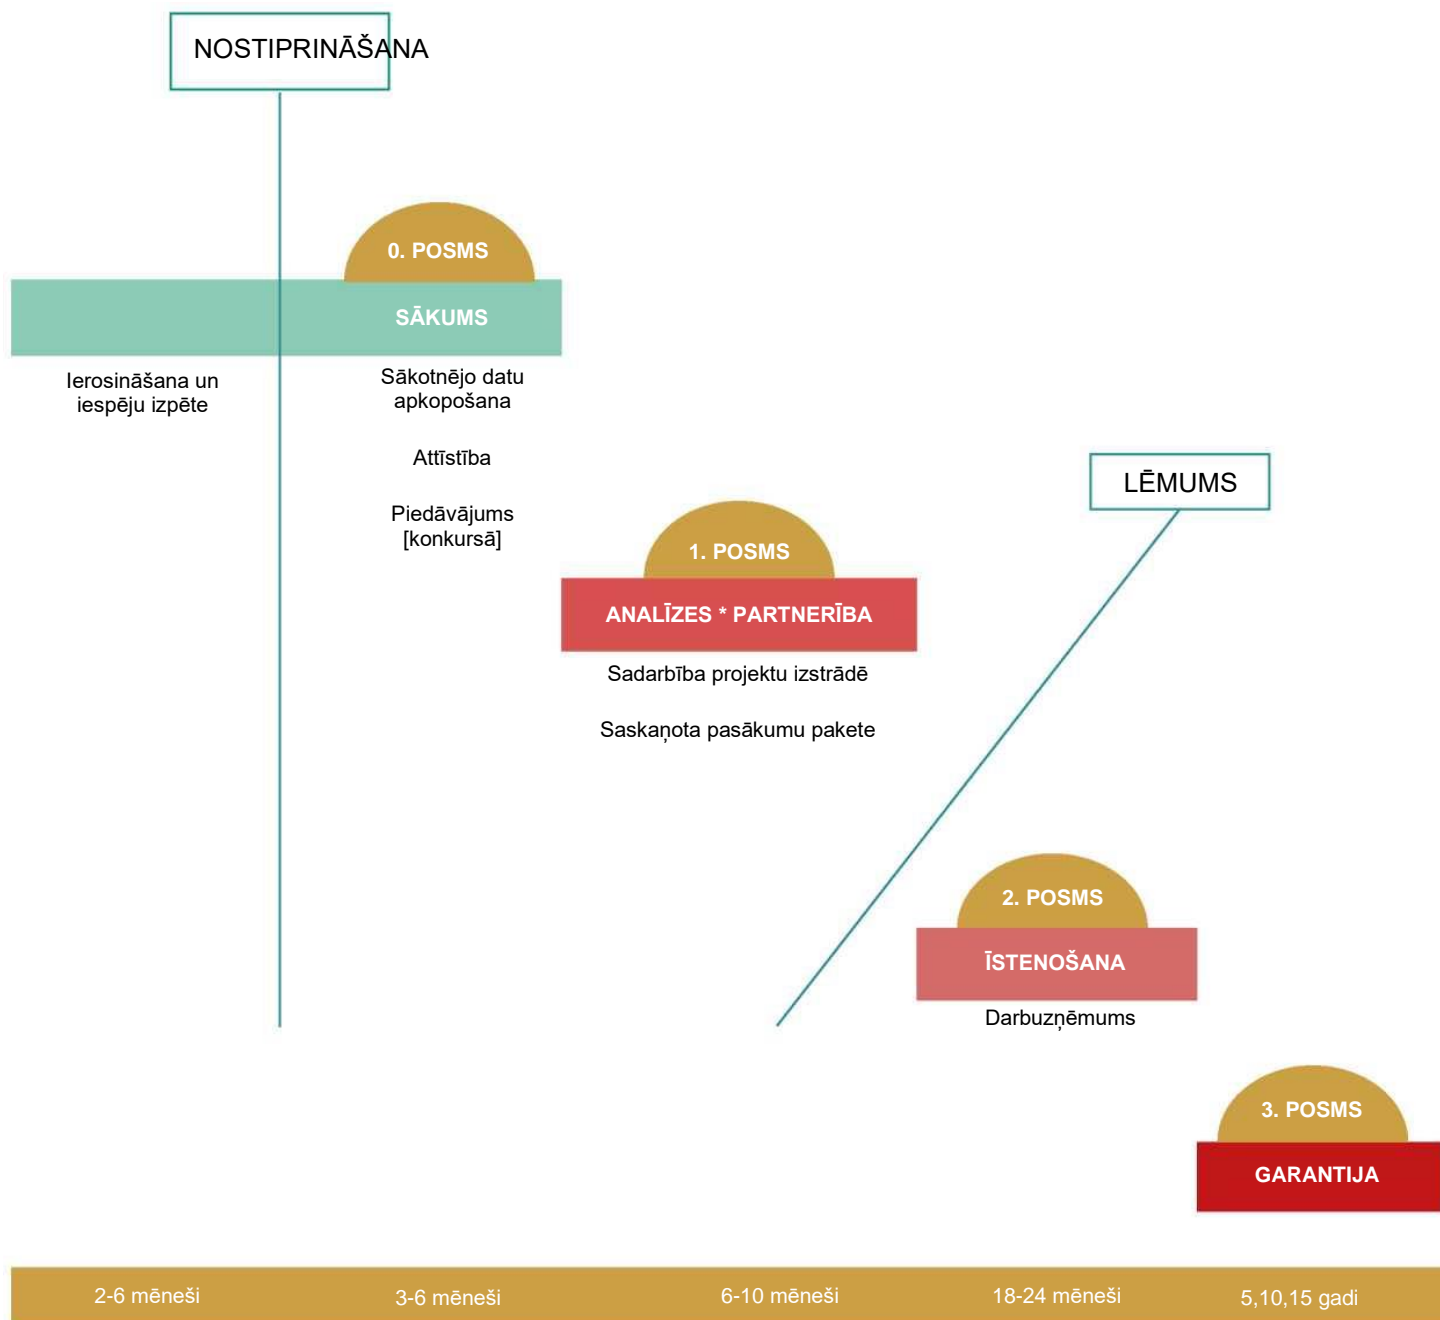 NOSTIPRINĀŠANA
0. POSMS
SĀKUMS
Ierosināšana un
iespēju izpēte
Sākotnējo datu
apkopošana
Attīstība
Piedāvājums
[konkursā]
LĒMUMS
1. POSMS
ANALĪZES * PARTNERĪBA
Sadarbība projektu izstrādē
Saskaņota pasākumu pakete
2. POSMS
ĪSTENOŠANA
Darbuzņēmums
3. POSMS
GARANTIJA
2-6 mēneši
3-6 mēneši
6-10 mēneši
18-24 mēneši
5,10,15 gadi